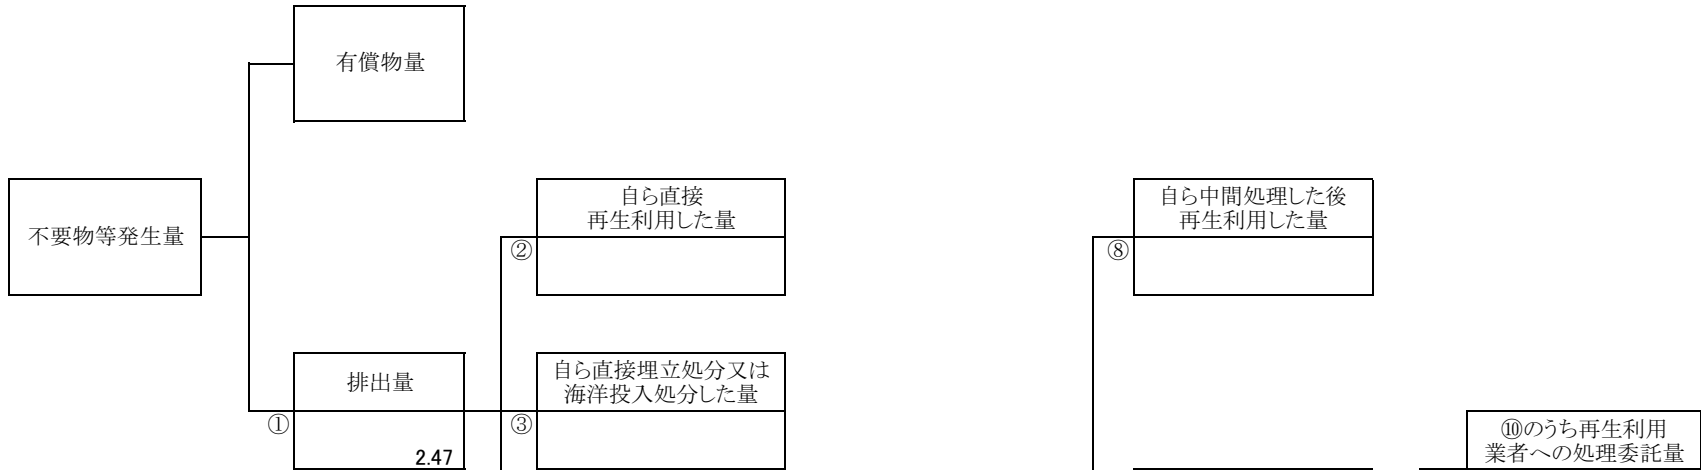 有償物量
不要物等発生量
自ら直接
再生利用した量
②
自ら中間処理した後
再生利用した量
⑧
排出量
①
2.47
自ら直接埋立処分又は
海洋投入処分した量
③
⑩のうち再生利用
業者への処理委託量